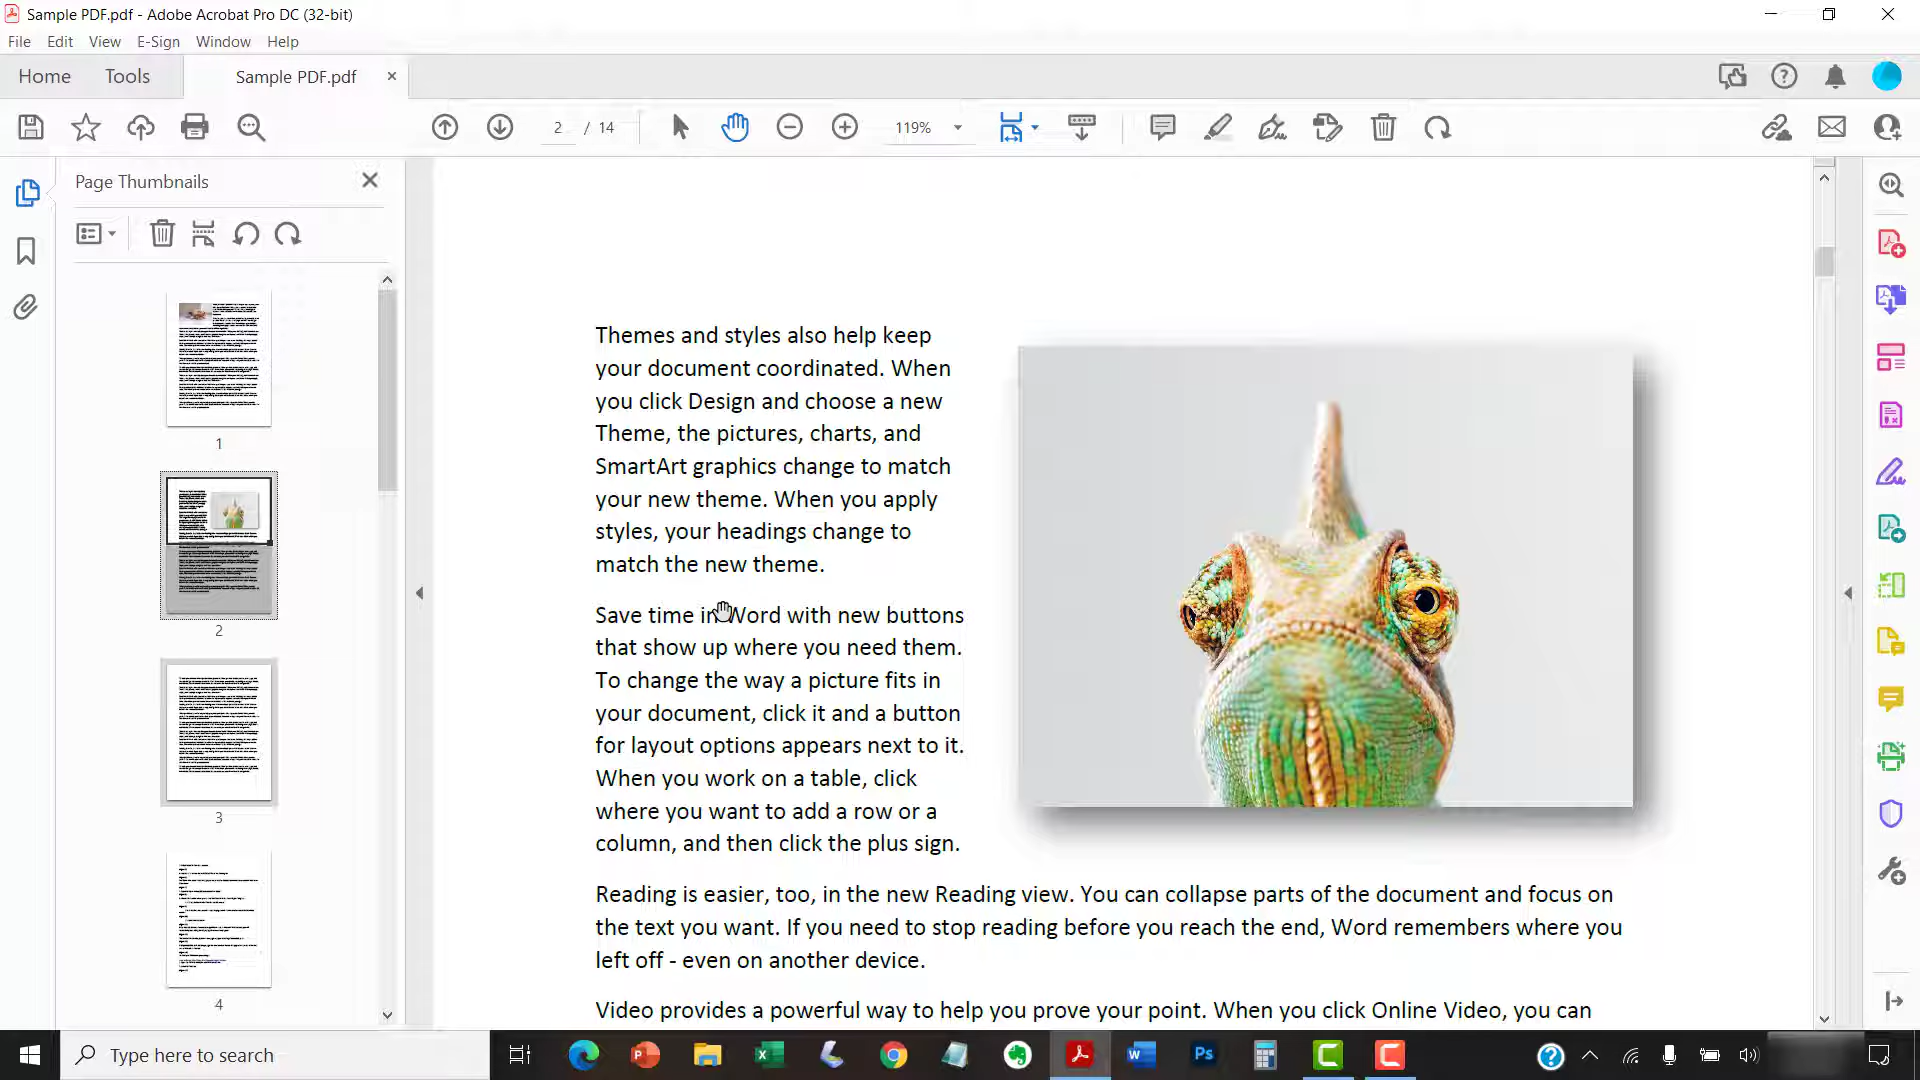 Sample PDF.pdf - Adobe Acrobat Pro DC (32-bit)
File Edit View E-Sign Window Help
Home Tools Sample PDF.pdf
2 / 14 119%
Page Thumbnails
1
2
3
4
Themes and styles also help keep
your document coordinated. When
you click Design and choose a new
Theme, the pictures, charts, and
SmartArt graphics change to match
your new theme. When you apply
styles, your headings change to
match the new theme.
Save time in Word with new buttons
that show up where you need them.
To change the way a picture fits in
your document, click it and a button
for layout options appears next to it.
When you work on a table, click
where you want to add a row or a
column, and then click the plus sign.
Reading is easier, too, in the new Reading view. You can collapse parts of the document and focus on
the text you want. If you need to stop reading before you reach the end, Word remembers where you
left off - even on another device.
Video provides a powerful way to help you prove your point. When you click Online Video, you can
Type here to search
Ps